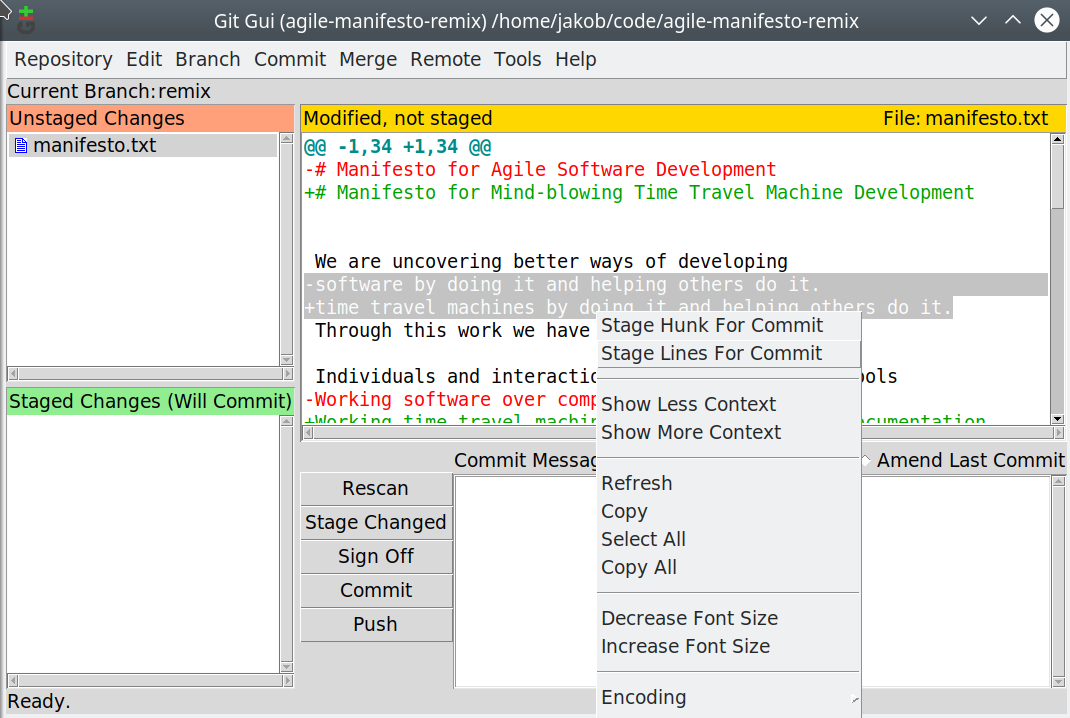 Git Gui (agile-manifesto-remix) /home/jakob/code/agile-manifesto-remix
Repository Edit Branch Commit Merge Remote Tools Help
Current Branch: remix
Unstaged Changes
manifesto.txt
Staged Changes (Will Commit)
Modified, not staged File: manifesto.txt
@@ -1,34 +1,34 @@
-# Manifesto for Agile Software Development
+# Manifesto for Mind-blowing Time Travel Machine Development
We are uncovering better ways of developing
-software by doing it and helping others do it.
+time travel machines by doing it and helping others do it.
Through this work we have
Individuals and interactio ools
-Working software over comp
+Working time travel machin cumentation
Stage Hunk For Commit
Stage Lines For Commit
Show Less Context
Show More Context
Refresh
Copy
Select All
Copy All
Decrease Font Size
Increase Font Size
Encoding
Commit Messag Amend Last Commit
Rescan
Stage Changed
Sign Off
Commit
Push
Ready.